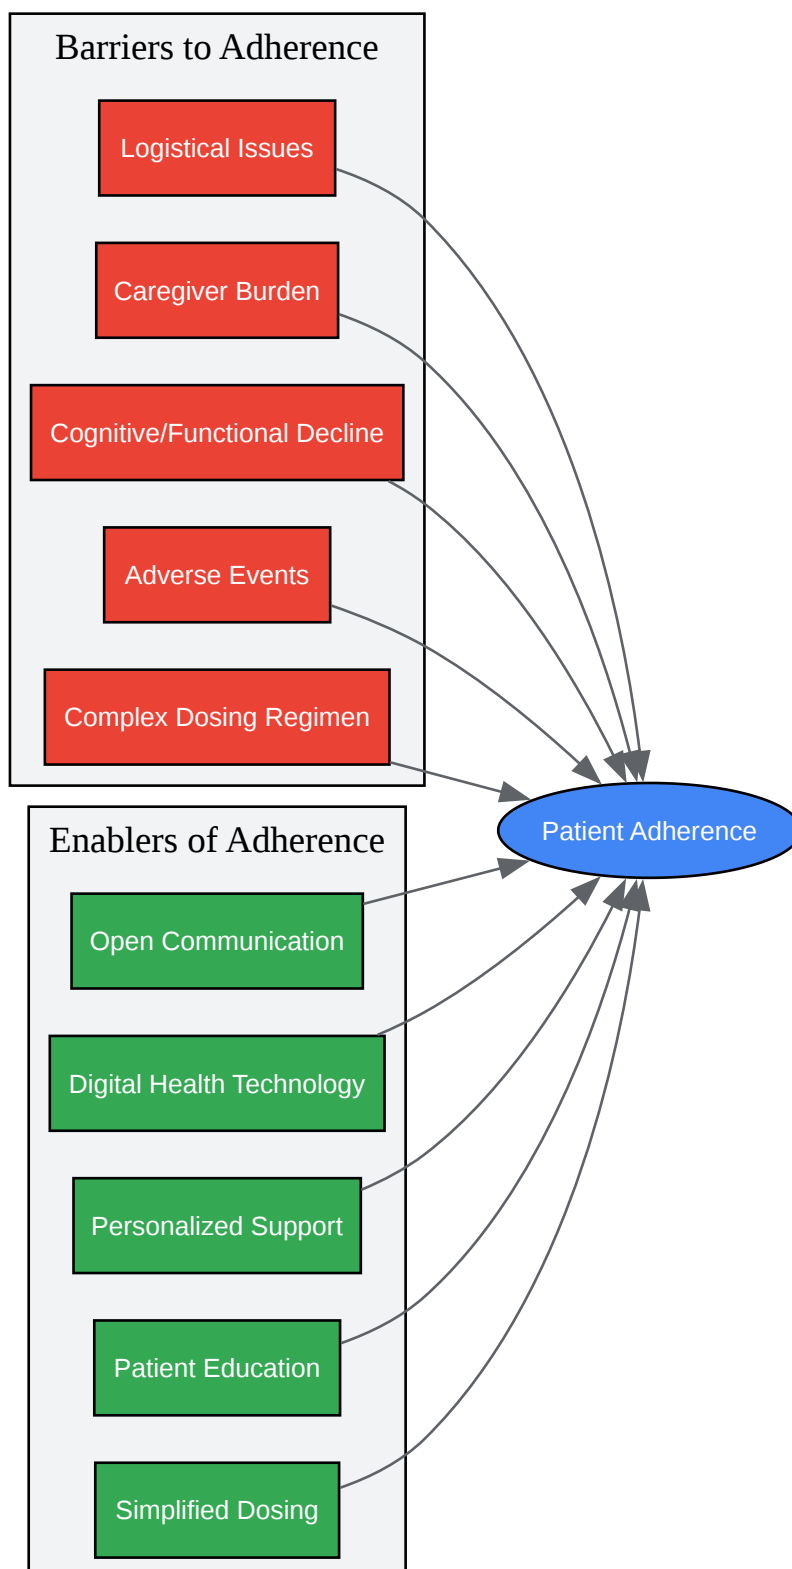 Barriers to Adherence
Logistical Issues
Caregiver Burden
Cognitive/Functional Decline
Adverse Events
Complex Dosing Regimen
Patient Adherence
Enablers of Adherence
Open Communication
Digital Health Technology
Personalized Support
Patient Education
Simplified Dosing